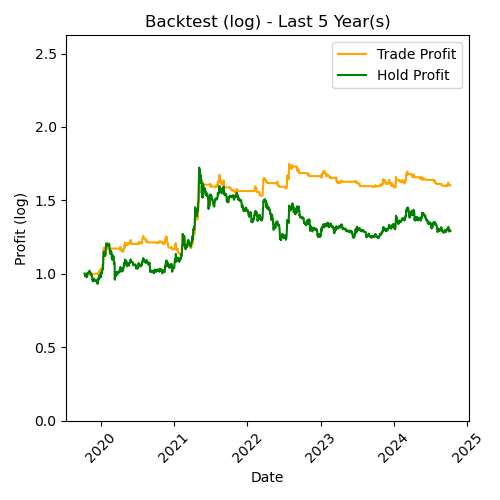 Backtest (log) - Last 5 Year(s)
Trade Profit
Hold Profit
Profit (log)
2.5
2.0
1.5
1.0
0.5
0.0
2020
2021
2022
2023
2024
2025
Date